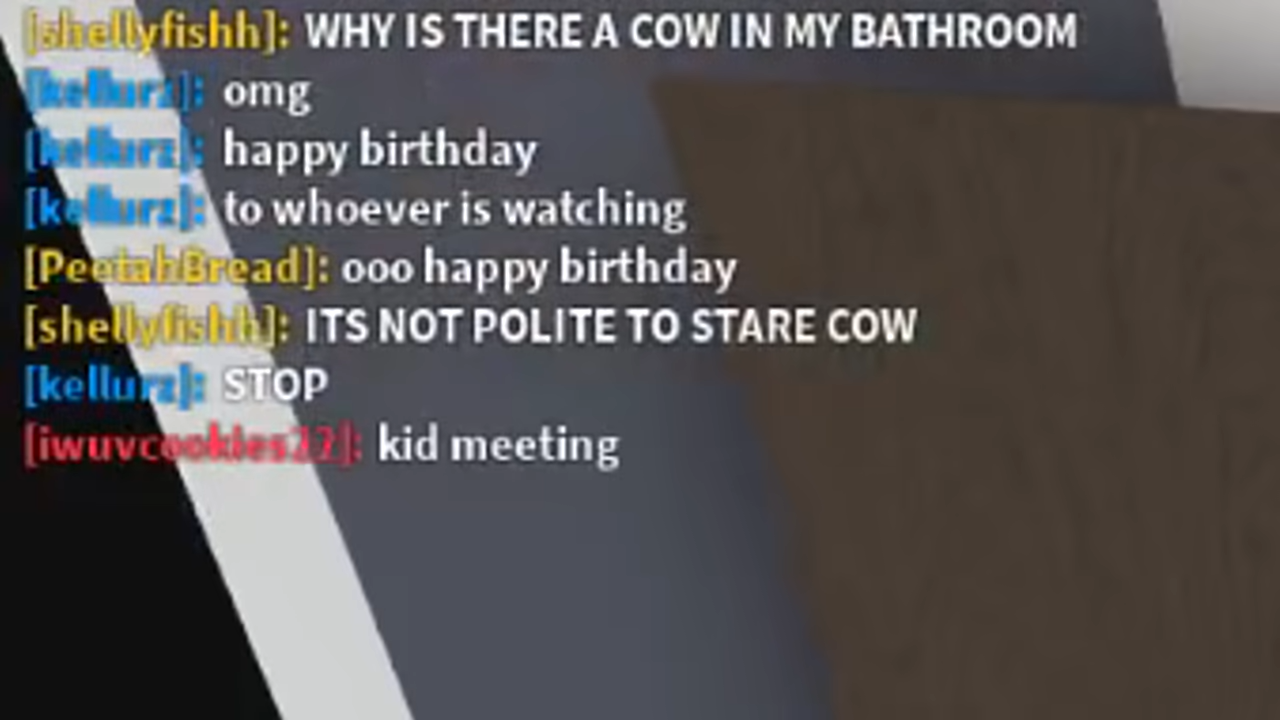 [shellyfishh]: WHY IS THERE A COW IN MY BATHROOM
[kellurz]: omg
[kellurz]: happy birthday
[kellurz]: to whoever is watching
[PeetahBread]: ooo happy birthday
[shellyfishh]: ITS NOT POLITE TO STARE COW
[kellurz]: STOP
[iwuvcookies22]: kid meeting